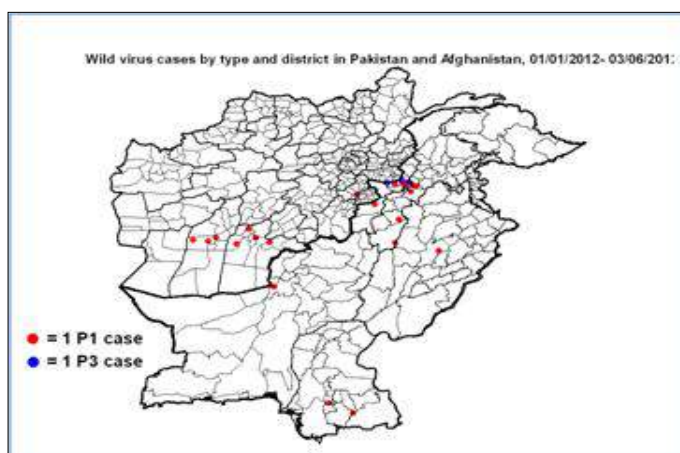 Wild virus cases by type and district in Pakistan and Afghanistan, 01/01/2012- 03/06/201
= 1 P1 case
= 1 P3 case